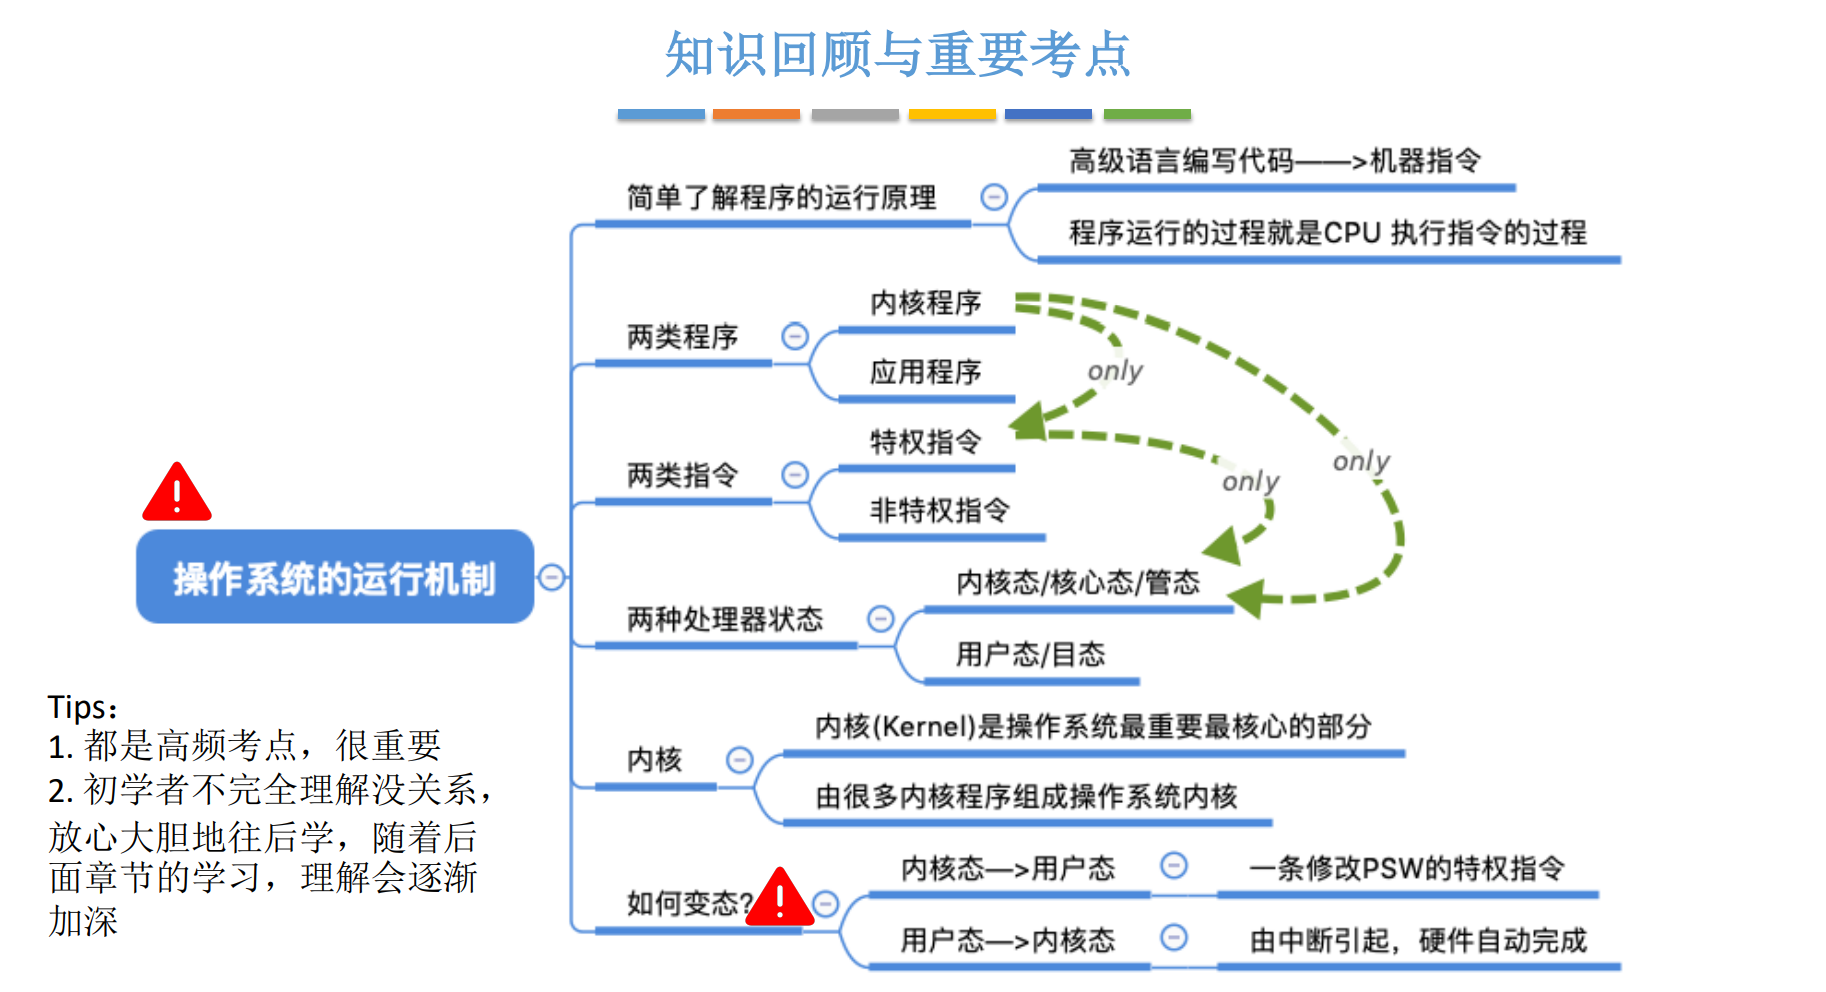 知识回顾与重要考点
高级语言编写代码——>机器指令
简单了解程序的运行原理
程序运行的过程就是CPU 执行指令的过程
内核程序
两类程序
应用程序
only
特权指令
两类指令
only
only
非特权指令
操作系统的运行机制
内核态/核心态/管态
两种处理器状态
用户态/目态
内核(Kernel)是操作系统最重要最核心的部分
内核
由很多内核程序组成操作系统内核
内核态—>用户态
一条修改PSW的特权指令
如何变态?
用户态—>内核态
由中断引起，硬件自动完成
Tips：
1. 都是高频考点，很重要
2. 初学者不完全理解没关系，
放心大胆地往后学，随着后
面章节的学习，理解会逐渐
加深